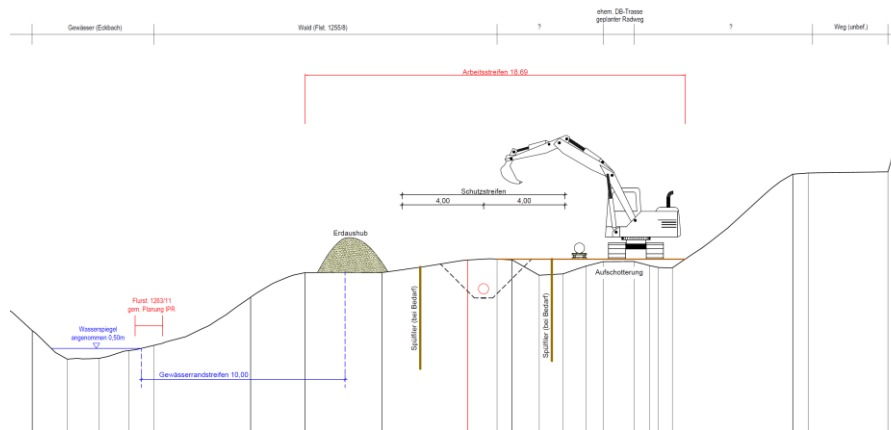 ehem. DB-Trasse
geplanter Radweg
Gewässer (Eckbach)
Wald (Flst. 1255/8)
?
?
Weg (unbef.)
Arbeitsstreifen 18,69
Schutzstreifen
4,00
4,00
Erdaushub
Aufschotterung
Flurst. 1263/11
gem. Planung IPR
Wasserspiegel
angenommen 0,50m
Spülfilter (bei Bedarf)
Spülfilter (bei Bedarf)
Gewässerrandstreifen 10,00